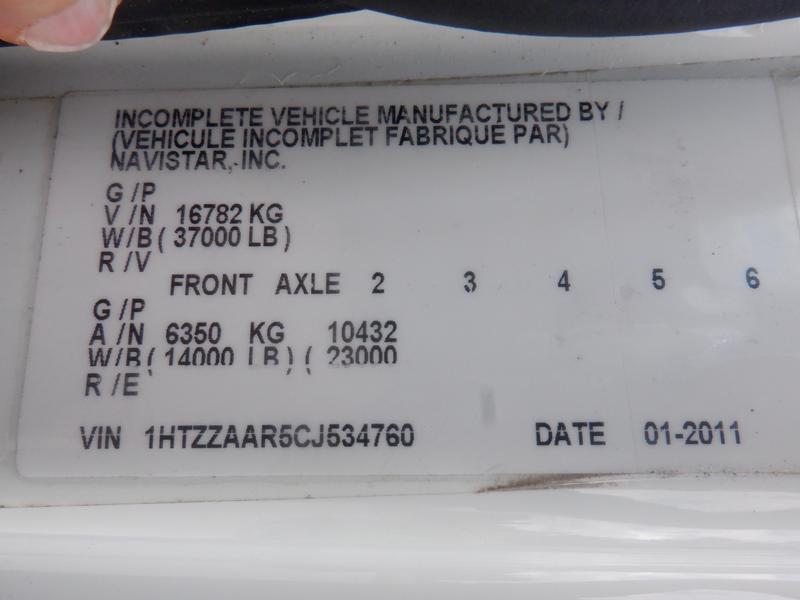 INCOMPLETE VEHICLE MANUFACTURED BY /
(VEHICULE INCOMPLET FABRIQUE PAR)
NAVISTAR, INC.
G /P
V /N 16782 KG
W/B ( 37000 LB )
R /V
FRONT AXLE 2 3 4 5 6
G /P
A /N 6350 KG 10432
W/B( 14000 LB) ( 23000
R /E
VIN 1HTZZAAR5CJ534760 DATE 01-2011